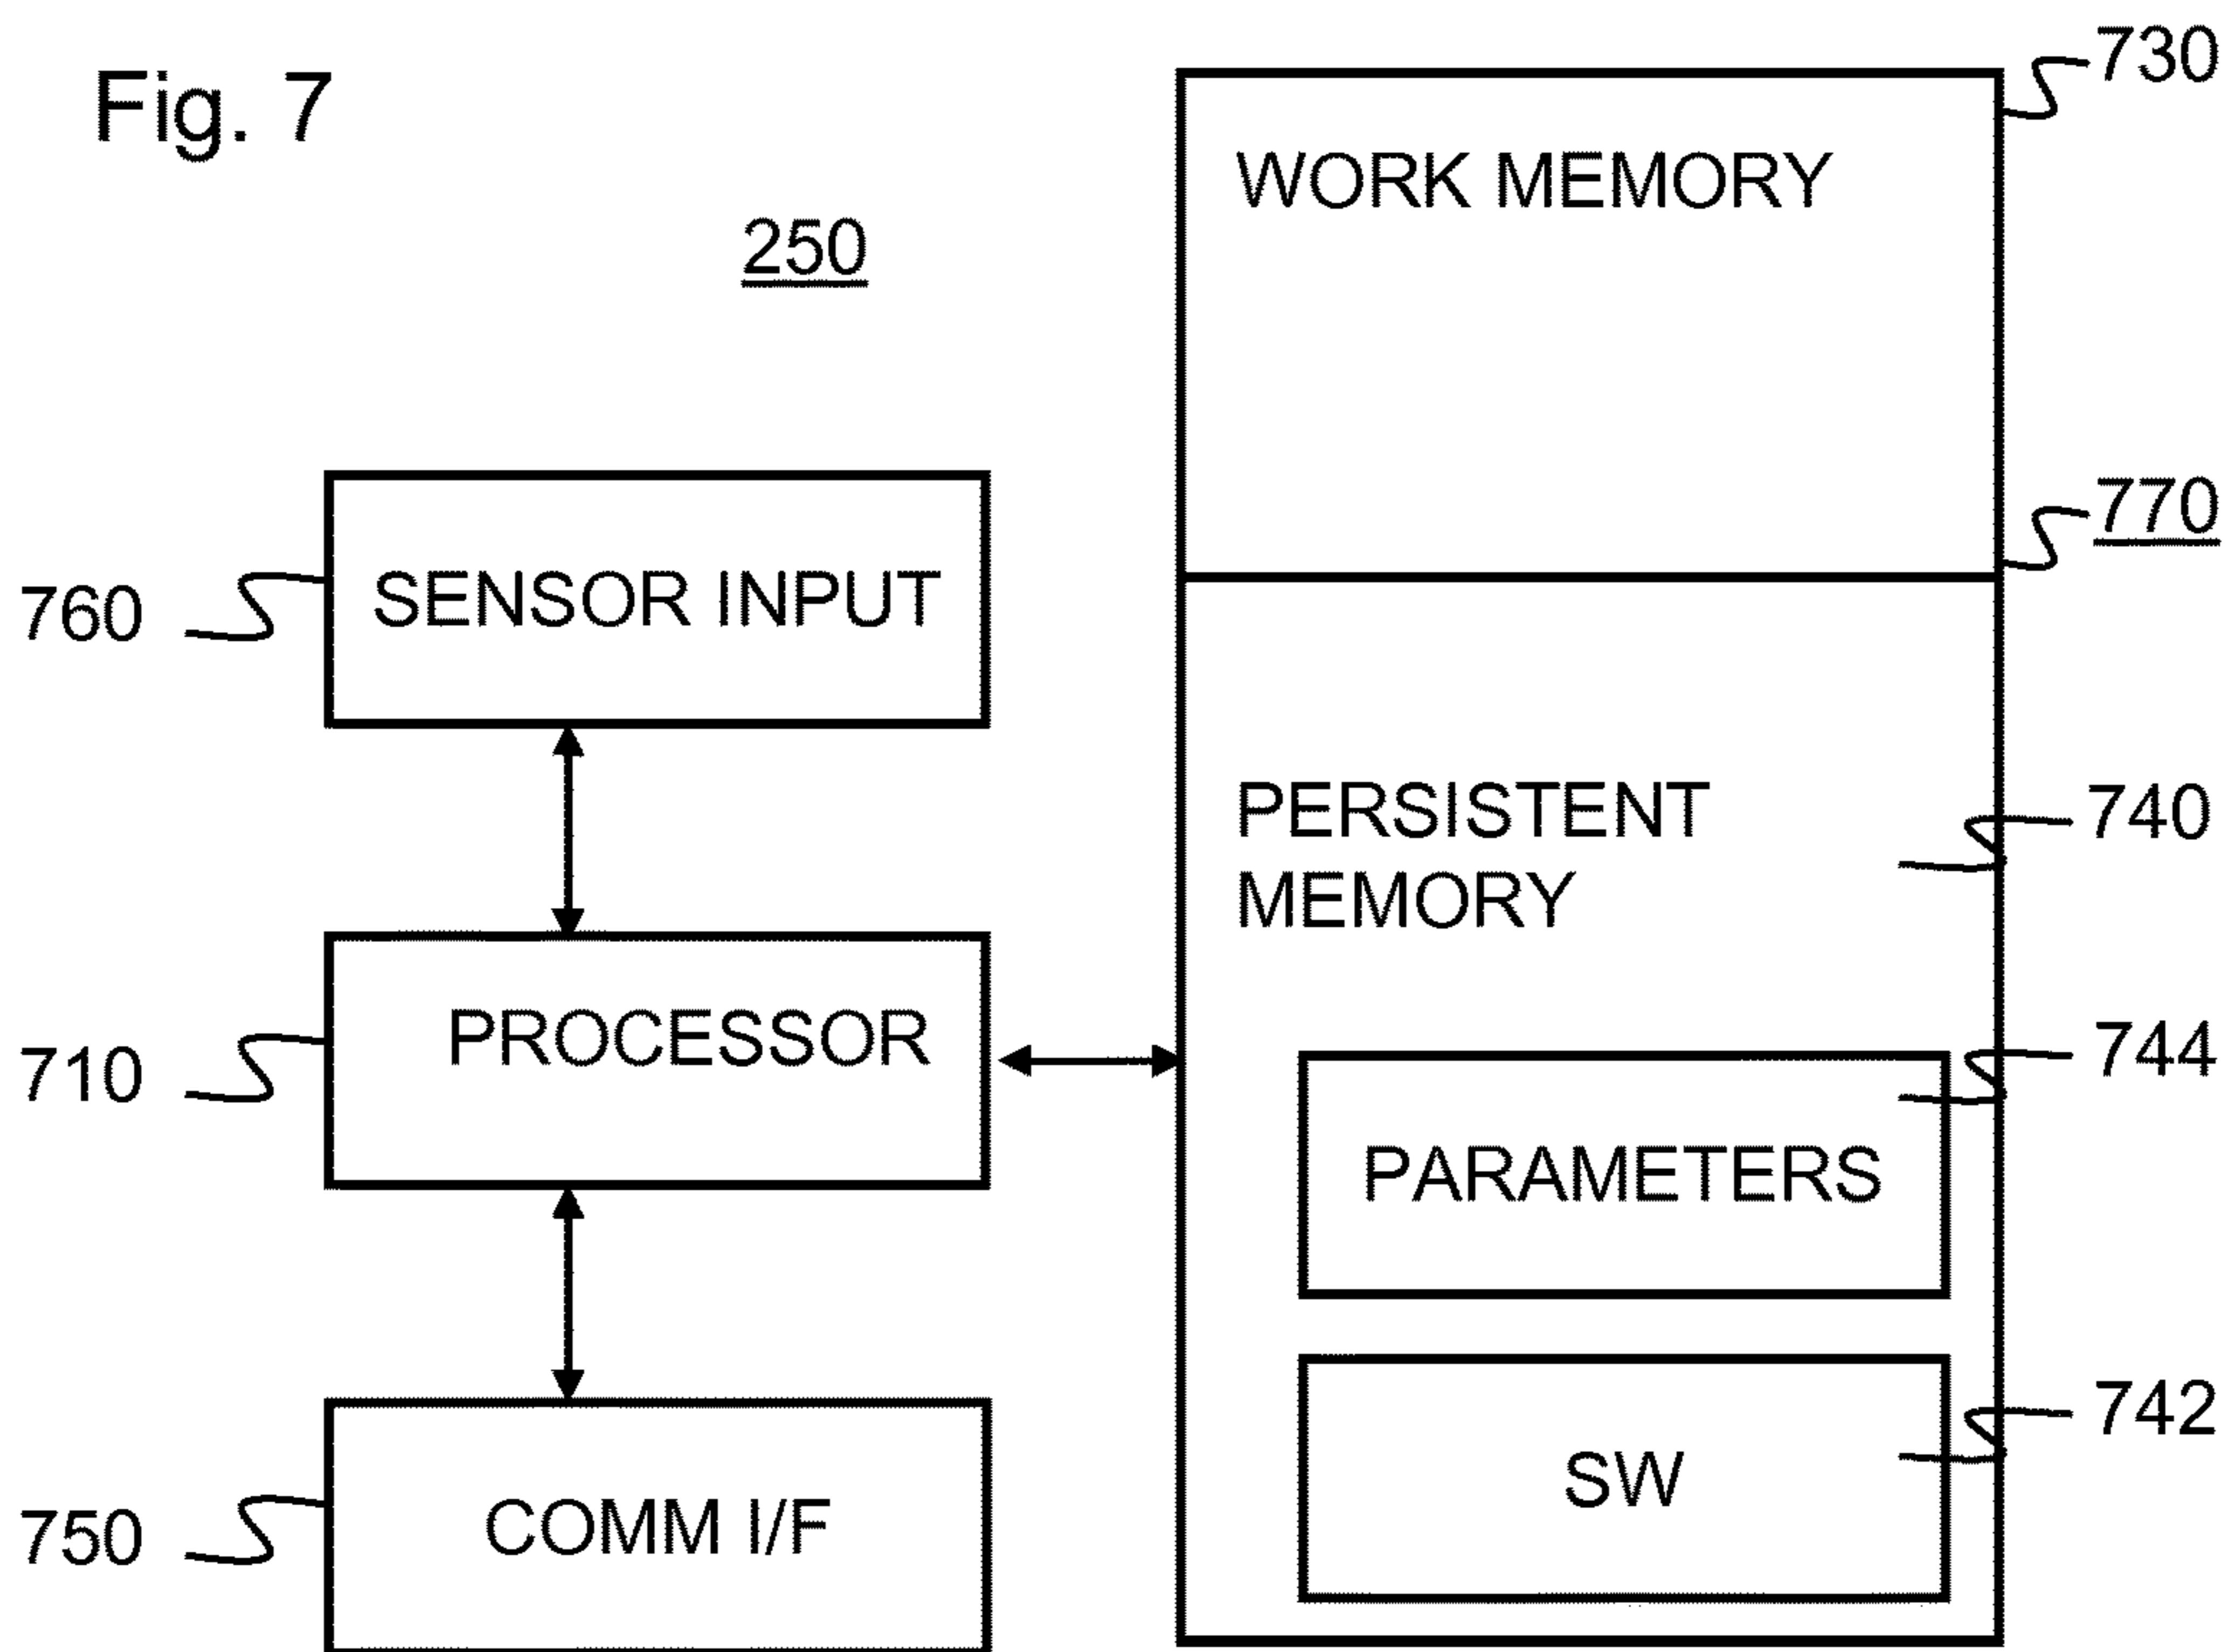 Fig. 7
730
WORK MEMORY
250
770
760
SENSOR INPUT
PERSISTENT
MEMORY
740
710
PROCESSOR
744
PARAMETERS
742
750
COMM I/F
SW